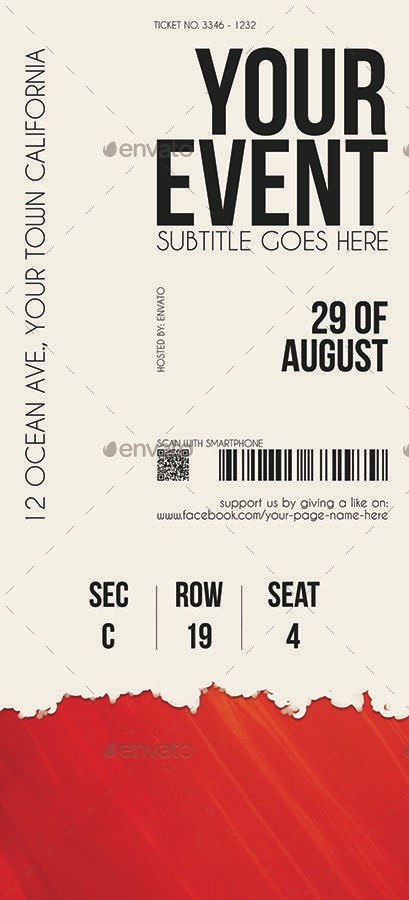 TICKET NO. 3346 - 1232
YOUR
EVENT
SUBTITLE GOES HERE
12 OCEAN AVE., YOUR TOWN CALIFORNIA
HOSTED BY: ENVATO
29 OF
AUGUST
SCAN WITH SMARTPHONE
support us by giving a like on:
www.facebook.com/your-page-name-here
SEC
ROW
SEAT
C
19
4
envato
envato
envato